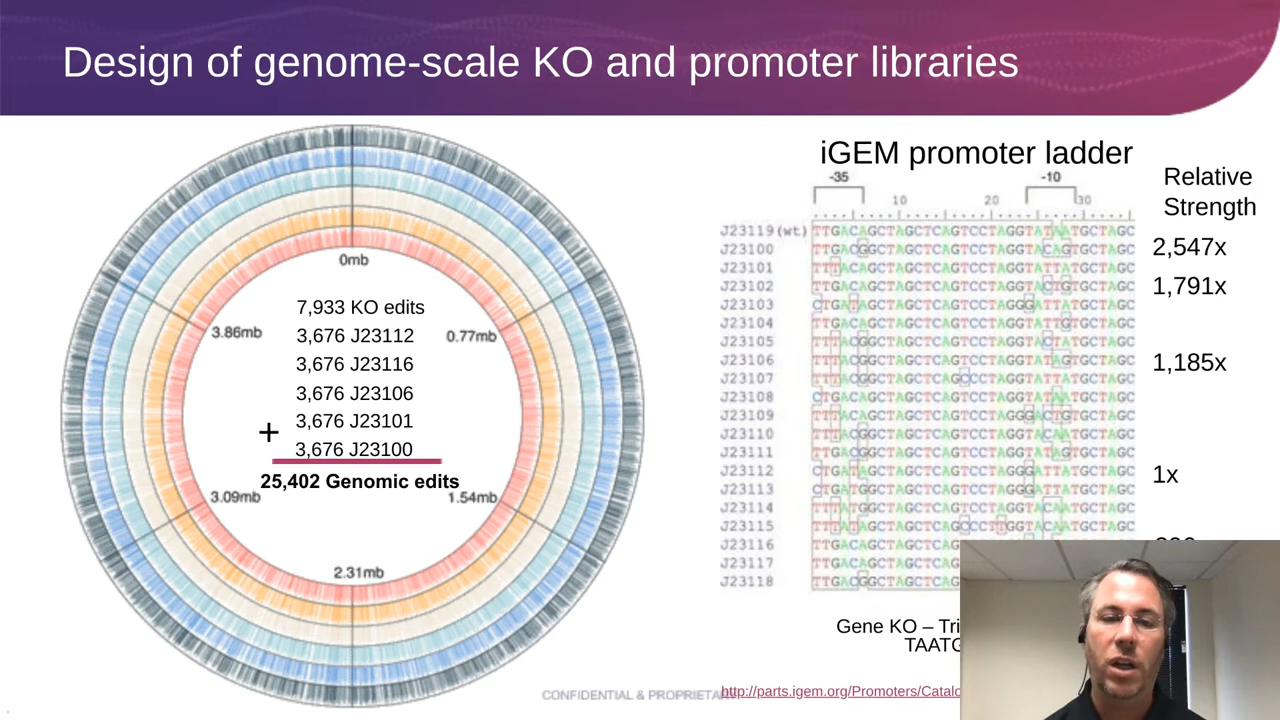 Design of genome-scale KO and promoter libraries
0mb
0.77mb
1.54mb
2.31mb
3.09mb
3.86mb
7,933 KO edits
3,676 J23112
3,676 J23116
3,676 J23106
3,676 J23101
+ 3,676 J23100
25,402 Genomic edits
iGEM promoter ladder
Relative
Strength
-35 -10
10 20 30
J23119(wt) TTGACAGCTAGCTCAGTCCTAGGTATAATGCTAGC
J23100 TTGACGGCTAGCTCAGTCCTAGGTACAGTGCTAGC 2,547x
J23101 TTTACAGCTAGCTCAGTCCTAGGTATTATGCTAGC
J23102 TTGACAGCTAGCTCAGTCCTAGGTACTGTGCTAGC 1,791x
J23103 CTGATAGCTAGCTCAGTCCTAGGGATTATGCTAGC
J23104 TTGACAGCTAGCTCAGTCCTAGGTATTGTGCTAGC
J23105 TTTACGGCTAGCTCAGTCCTAGGTACTATGCTAGC
J23106 TTTACGGCTAGCTCAGTCCTAGGTATAGTGCTAGC 1,185x
J23107 TTTACGGCTAGCTCAGCCCTAGGTATTATGCTAGC
J23108 CTGACAGCTAGCTCAGTCCTAGGTATAATGCTAGC
J23109 TTTACAGCTAGCTCAGTCCTAGGGACTGTGCTAGC
J23110 TTTACGGCTAGCTCAGTCCTAGGTACAATGCTAGC
J23111 TTGACGGCTAGCTCAGTCCTAGGTATAGTGCTAGC
J23112 CTGATAGCTAGCTCAGTCCTAGGGATTATGCTAGC 1x
J23113 CTGATGGCTAGCTCAGTCCTAGGGATTATGCTAGC
J23114 TTTATGGCTAGCTCAGTCCTAGGTACAATGCTAGC
J23115 TTTATAGCTAGCTCAGCCCTTGGTACAATGCTAGC
J23116 TTGACAGCTAGCTCAG
J23117 TTGACAGCTAGCTCAG
J23118 TTGACGGCTAGCTCAG
Gene KO – Tri
TAATG
CONFIDENTIAL & PROPRIETA
http://parts.igem.org/Promoters/Catalo